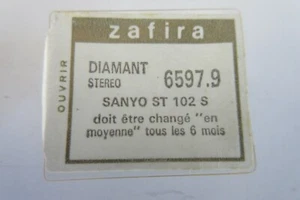 zafira
OUVRIR
DIAMANT
STEREO
6597.9
SANYO ST 102 S
doit être changé "en
moyenne" tous les 6 mois